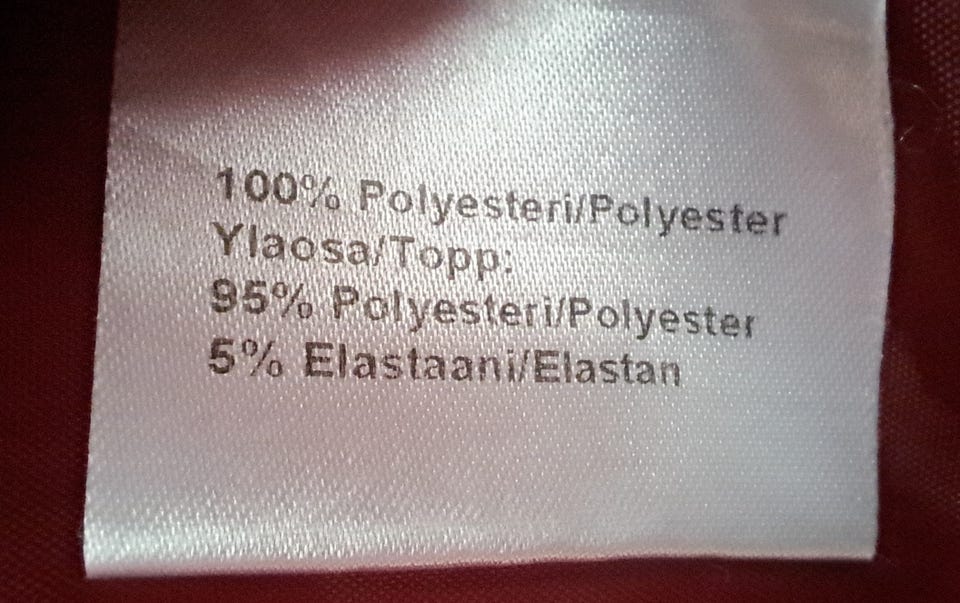 100% Polyesteri/Polyester
Ylaosa/Topp:
95% Polyesteri/Polyester
5% Elastaani/Elastan